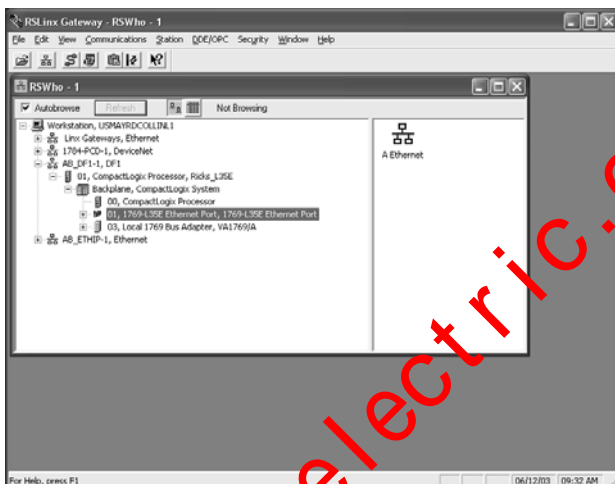 RSLinx Gateway - RSWho - 1
File Edit View Communications Station DDE/OPC Security Window Help
RSWho - 1
Autobrowse Refresh Not Browsing
Workstation, USMAYRDCOLLINL1
Linx Gateways, Ethernet
1784-PCD-1, DeviceNet
AB_DF1-1, DF1
01, CompactLogix Processor, Ricks_L35E
Backplane, CompactLogix System
00, CompactLogix Processor
01, 1769-L35E Ethernet Port, 1769-L35E Ethernet Port
03, Local 1769 Bus Adapter, VA1769/A
AB_ETHIP-1, Ethernet
A Ethernet
For Help, press F1
06/12/03 09:32 AM
electric.